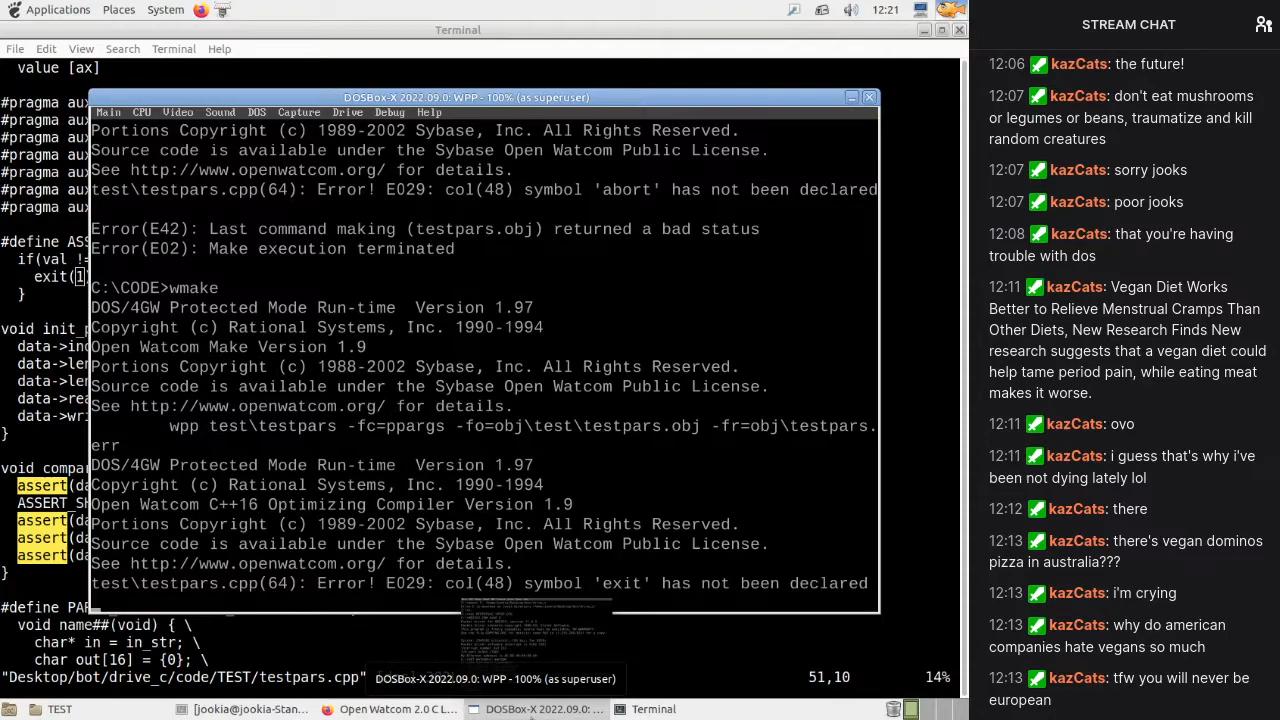 Applications Places System 12:21
Terminal
File Edit View Search Terminal Help
value [ax]
#pragma aux
#pragma aux
#pragma aux
#pragma aux
#pragma aux
#pragma aux
#pragma aux
#define ASS
if(val !=
exit(1)
}
void init_p
data->in
data->le
data->le
data->re
data->wr
}
void compa
assert(da
ASSERT_SH
assert(da
assert(da
assert(da
}
#define PA
void name##(void) { \
char* in = in_str; \
char out[16] = {0}; \
"Desktop/bot/drive_c/code/TEST/testpars.cpp" 51,10 14%
DOSBox-X 2022.09.0: WPP - 100% (as superuser)
Main CPU Video Sound DOS Capture Drive Debug Help
Portions Copyright (c) 1989-2002 Sybase, Inc. All Rights Reserved.
Source code is available under the Sybase Open Watcom Public License.
See http://www.openwatcom.org/ for details.
test\testpars.cpp(64): Error! E029: col(48) symbol 'abort' has not been declared
Error(E42): Last command making (testpars.obj) returned a bad status
Error(E02): Make execution terminated
C:\CODE>wmake
DOS/4GW Protected Mode Run-time Version 1.97
Copyright (c) Rational Systems, Inc. 1990-1994
Open Watcom Make Version 1.9
Portions Copyright (c) 1988-2002 Sybase, Inc. All Rights Reserved.
Source code is available under the Sybase Open Watcom Public License.
See http://www.openwatcom.org/ for details.
wpp test\testpars -fc=ppargs -fo=obj\test\testpars.obj -fr=obj\testpars.
err
DOS/4GW Protected Mode Run-time Version 1.97
Copyright (c) Rational Systems, Inc. 1990-1994
Open Watcom C++16 Optimizing Compiler Version 1.9
Portions Copyright (c) 1989-2002 Sybase, Inc. All Rights Reserved.
Source code is available under the Sybase Open Watcom Public License.
See http://www.openwatcom.org/ for details.
test\testpars.cpp(64): Error! E029: col(48) symbol 'exit' has not been declared
DOSBox-X 2022.09.0: WPP - 100% (as superuser)
TEST [jookia@jookia-Stan... Open Watcom 2.0 C L... DOSBox-X 2022.09.0: ... Terminal
STREAM CHAT
12:06 kazCats: the future!
12:07 kazCats: don't eat mushrooms
or legumes or beans, traumatize and kill
random creatures
12:07 kazCats: sorry jooks
12:07 kazCats: poor jooks
12:08 kazCats: that you're having
trouble with dos
12:11 kazCats: Vegan Diet Works
Better to Relieve Menstrual Cramps Than
Other Diets, New Research Finds New
research suggests that a vegan diet could
help tame period pain, while eating meat
makes it worse.
12:11 kazCats: ovo
12:11 kazCats: i guess that's why i've
been not dying lately lol
12:12 kazCats: there
12:13 kazCats: there's vegan dominos
pizza in australia???
12:13 kazCats: i'm crying
12:13 kazCats: why do american
companies hate vegans so much
12:13 kazCats: tfw you will never be
european